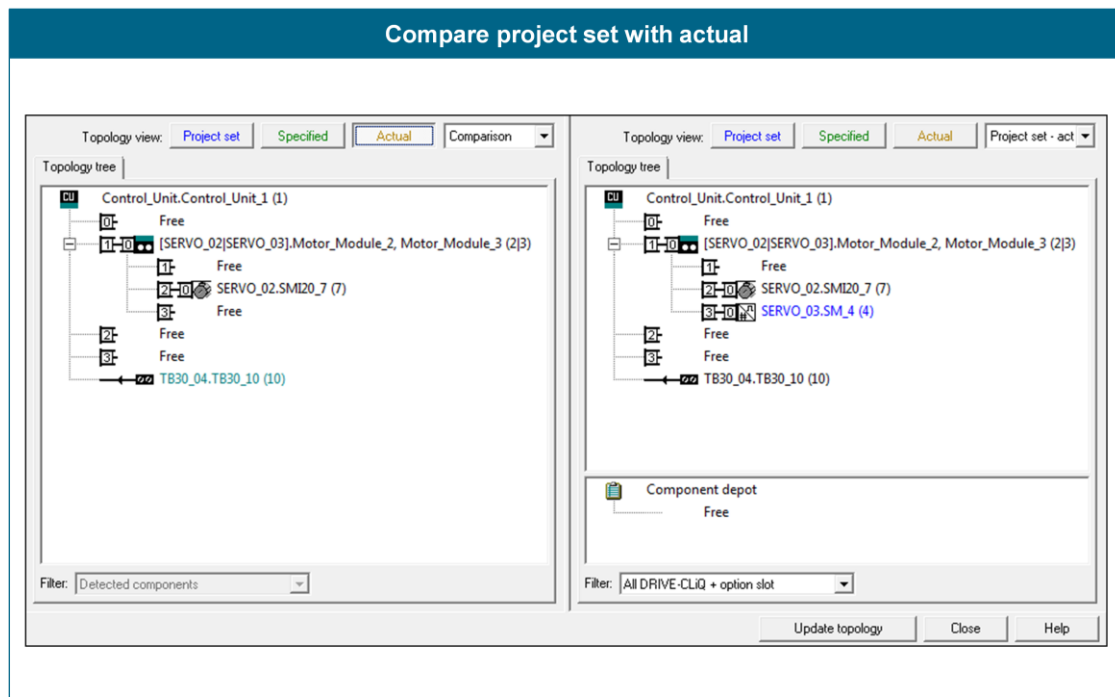 Compare project set with actual
Topology view: Project set Specified Actual Comparison
Topology tree
CU Control_Unit.Control_Unit_1 (1)
0 Free
1 0 [SERVO_02|SERVO_03].Motor_Module_2, Motor_Module_3 (2|3)
1 Free
2 0 SERVO_02.SMI20_7 (7)
3 Free
2 Free
3 Free
TB30_04.TB30_10 (10)
Filter: Detected components
Topology view: Project set Specified Actual Project set - act
Topology tree
CU Control_Unit.Control_Unit_1 (1)
0 Free
1 0 [SERVO_02|SERVO_03].Motor_Module_2, Motor_Module_3 (2|3)
1 Free
2 0 SERVO_02.SMI20_7 (7)
3 0 SERVO_03.SM_4 (4)
2 Free
3 Free
TB30_04.TB30_10 (10)
Component depot
Free
Filter: All DRIVE-CLiQ + option slot
Update topology Close Help